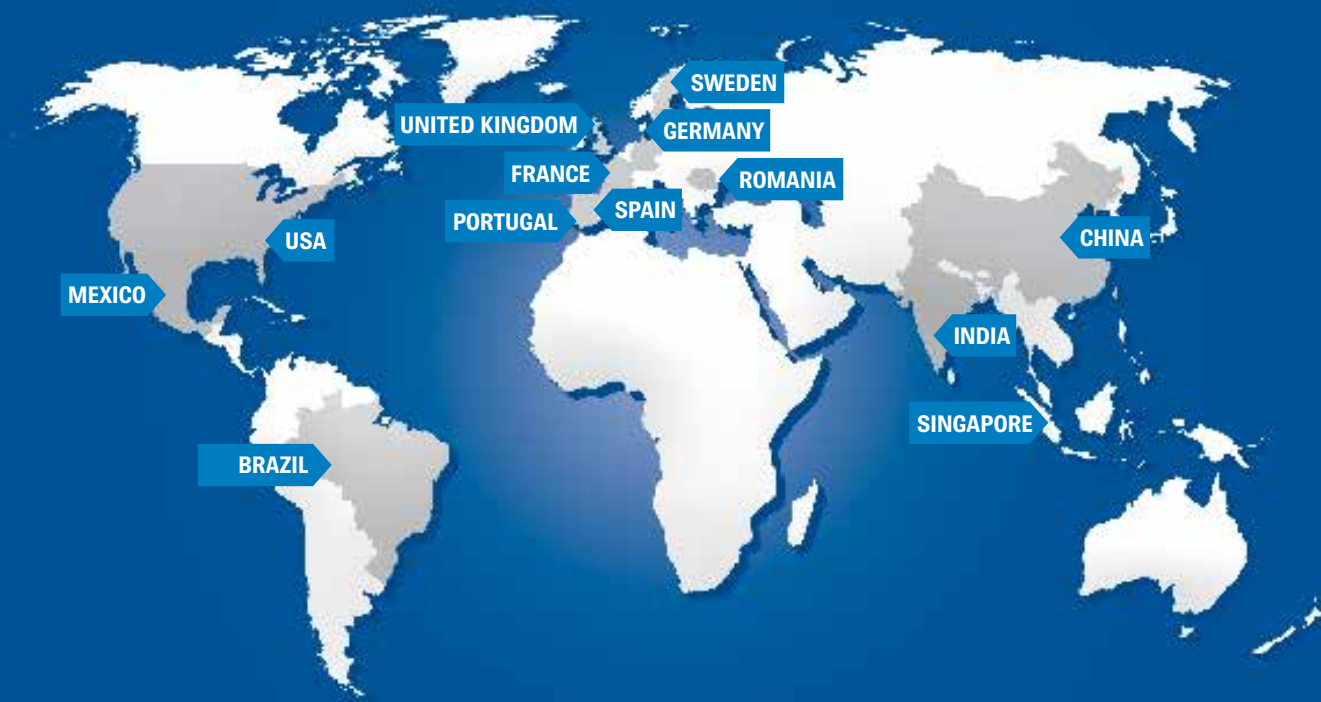 SWEDEN
UNITED KINGDOM
GERMANY
FRANCE
ROMANIA
SPAIN
PORTUGAL
USA
CHINA
MEXICO
INDIA
SINGAPORE
BRAZIL